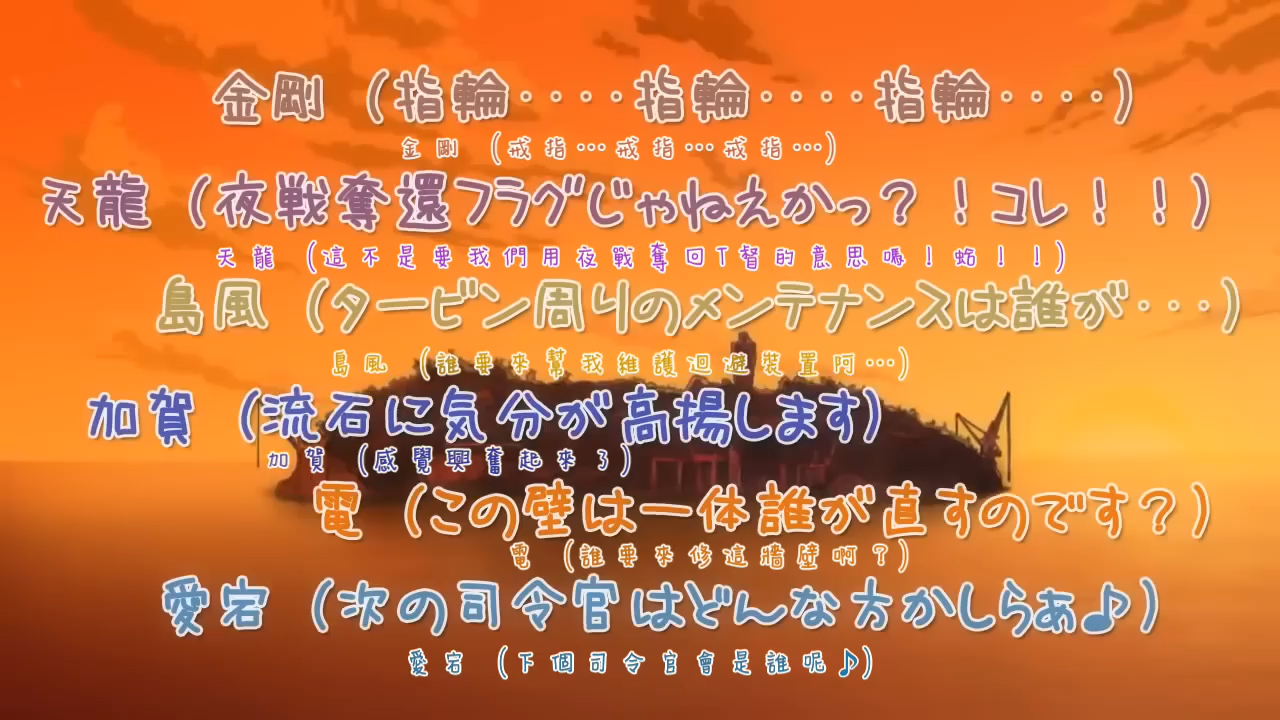 金剛（指輪････指輪････指輪････）
金剛（戒指…戒指…戒指…）
天龍（夜戦奪還フラグじゃねえかっ？！コレ！！）
天龍（這不是要我們用夜戰奪回T督的意思嗎！蛤！！）
島風（タービン周りのメンテナンスは誰が･･･）
島風（誰要來幫我維護迴避裝置阿…）
加賀（流石に気分が高揚します）
加賀（感覺興奮起來了）
電（この壁は一体誰が直すのです？）
電（誰要來修這牆壁啊？）
愛宕（次の司令官はどんな方かしらぁ♪）
愛宕（下個司令官會是誰呢♪）